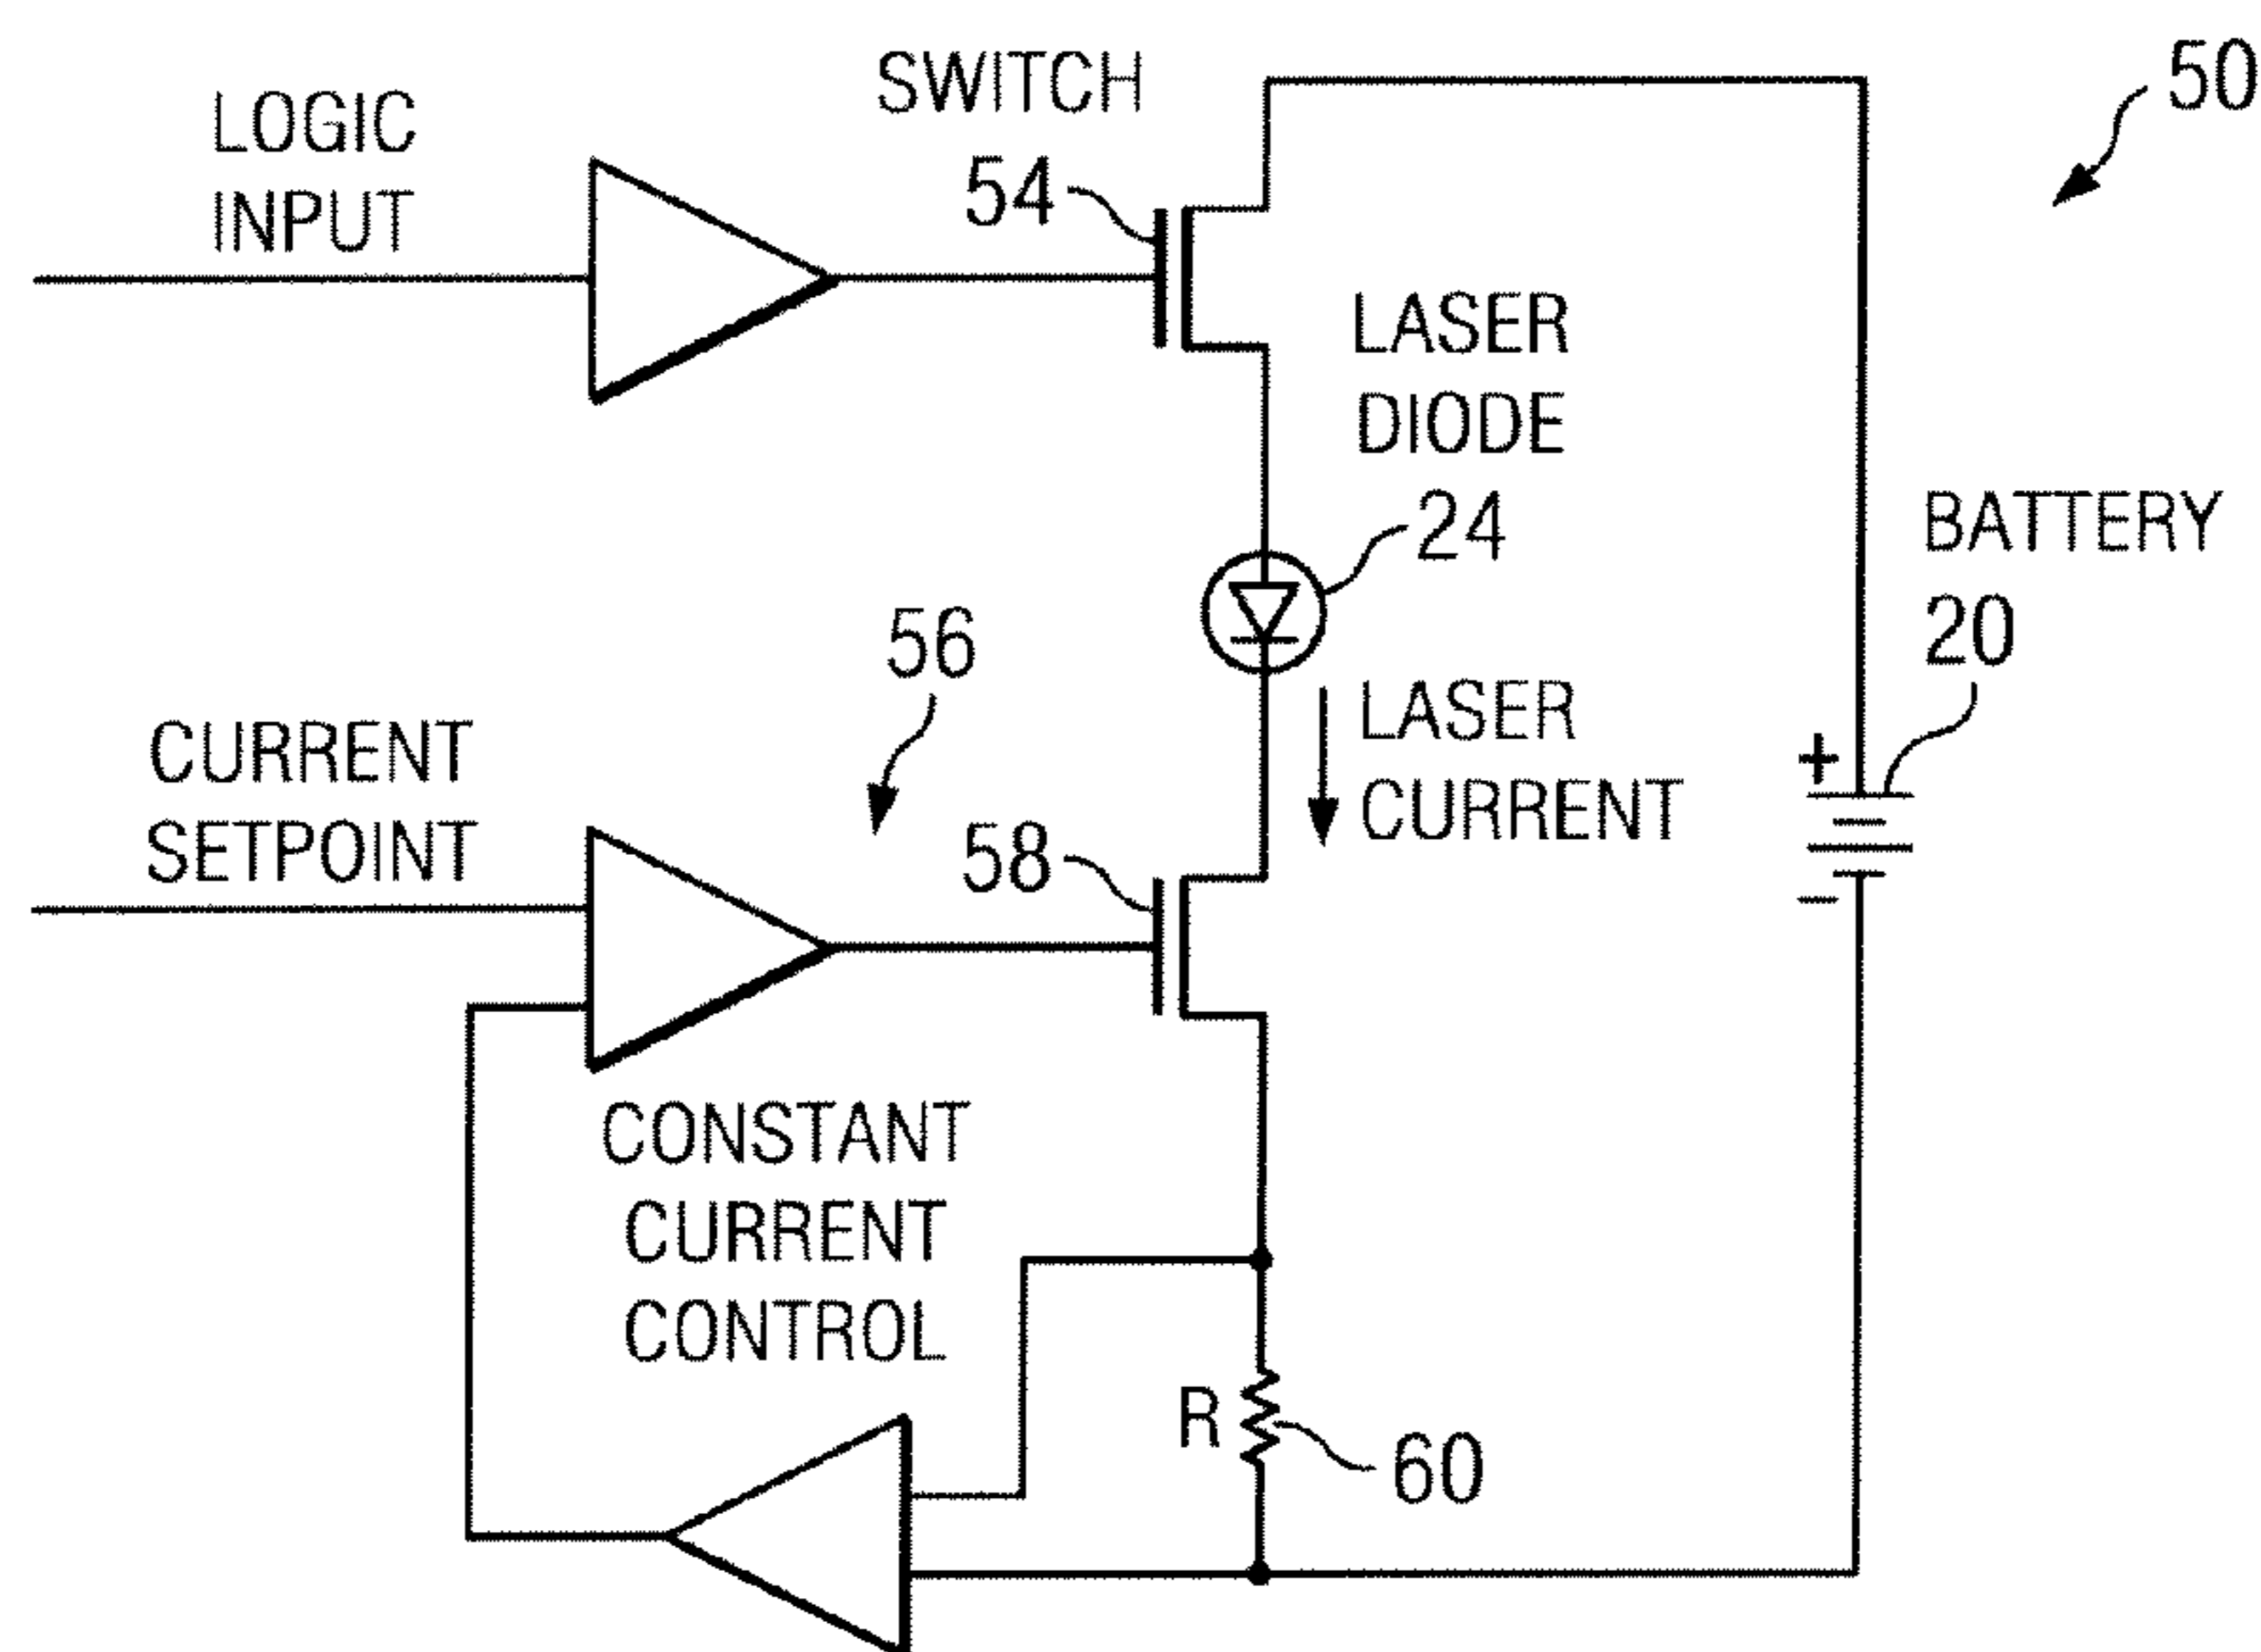 SWITCH
54
50
LOGIC
INPUT
LASER
DIODE
24
BATTERY
20
+
−
56
LASER
CURRENT
CURRENT
SETPOINT
58
CONSTANT
CURRENT
CONTROL
R
60